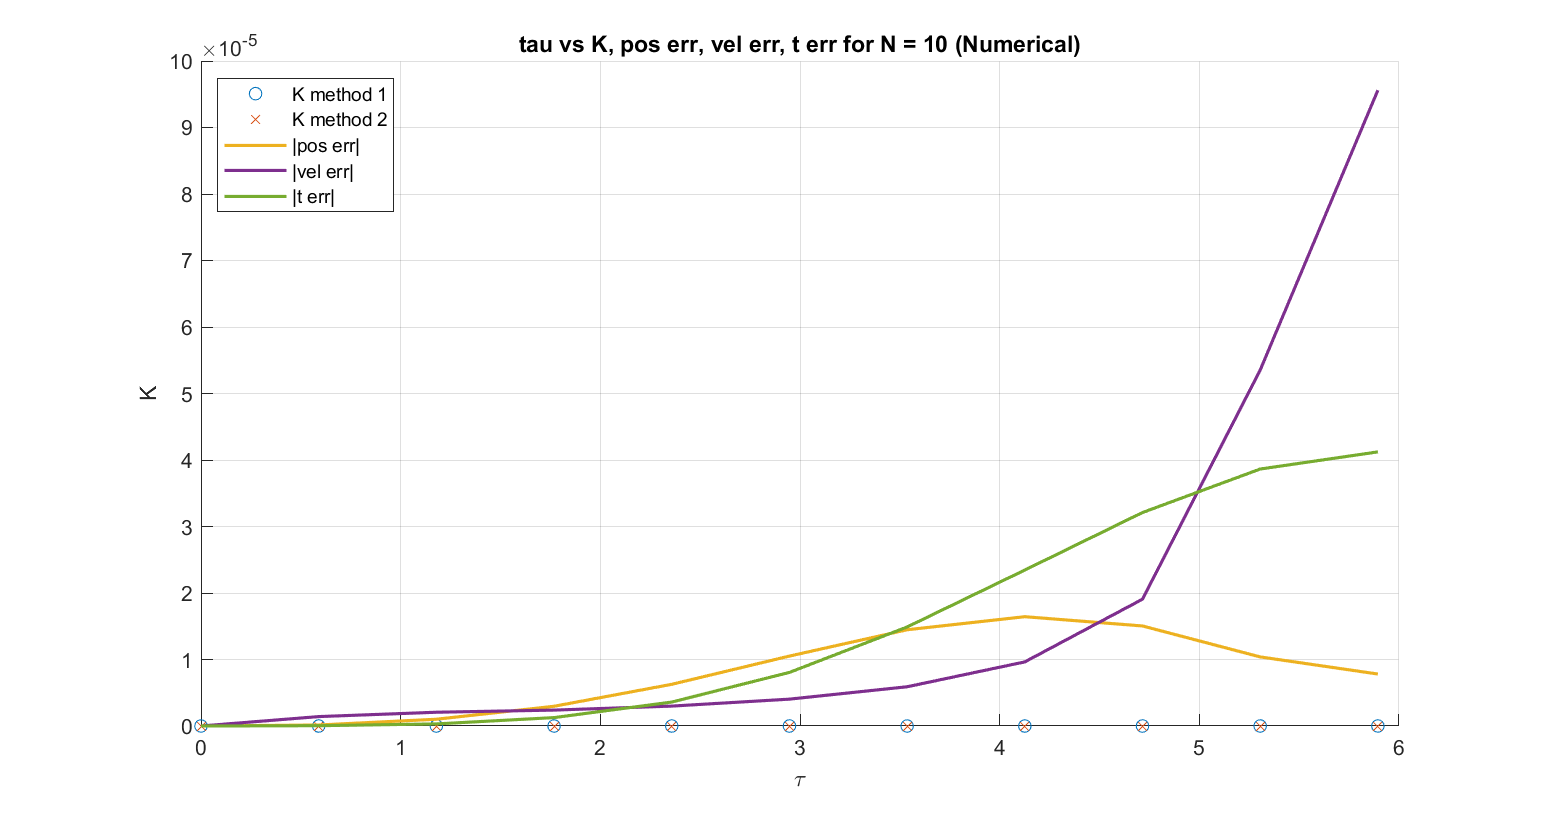 tau vs K, pos err, vel err, t err for N = 10 (Numerical)
×10-5
10
9
8
7
6
5
4
3
2
1
0
K
K method 1
K method 2
|pos err|
|vel err|
|t err|
0 1 2 3 4 5 6
τ